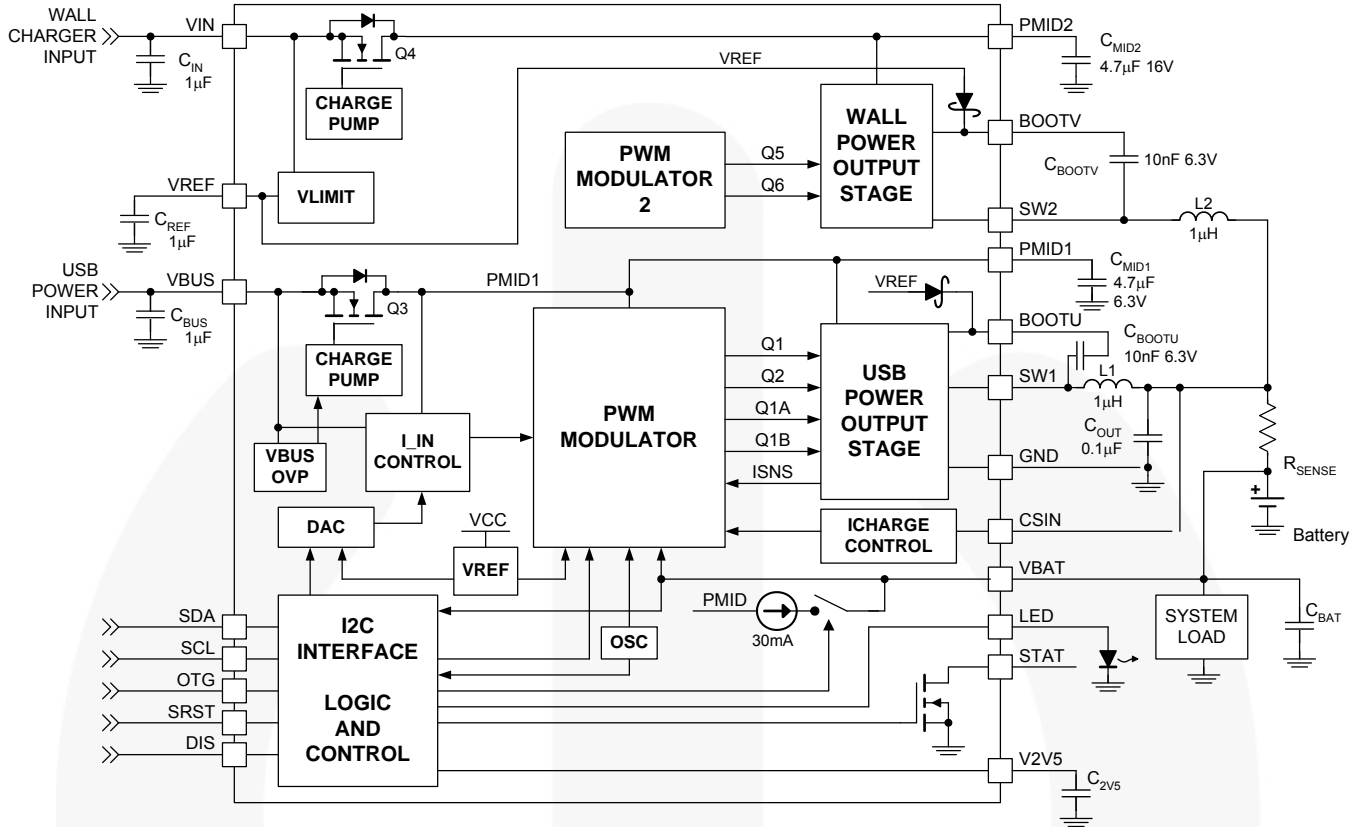 WALL
CHARGER
INPUT
VIN
C_IN
1μF
Q4
CHARGE
PUMP
VREF
PMID2
C_MID2
4.7μF 16V
WALL
POWER
OUTPUT
STAGE
BOOTV
C_BOOTV
10nF 6.3V
PWM
MODULATOR
2
Q5
Q6
VREF
VLIMIT
C_REF
1μF
SW2
L2
1μH
USB
POWER
INPUT
VBUS
C_BUS
1μF
Q3
PMID1
PMID1
C_MID1
4.7μF
6.3V
VREF
CHARGE
PUMP
BOOTU
C_BOOTU
10nF 6.3V
PWM
MODULATOR
Q1
Q2
Q1A
Q1B
ISNS
USB
POWER
OUTPUT
STAGE
SW1
L1
1μH
VBUS
OVP
I_IN
CONTROL
C_OUT
0.1μF
GND
R_SENSE
+
Battery
DAC
VCC
VREF
ICHARGE
CONTROL
CSIN
VBAT
PMID
30mA
SDA
SCL
OTG
SRST
DIS
I2C
INTERFACE
LOGIC
AND
CONTROL
OSC
LED
STAT
SYSTEM
LOAD
C_BAT
V2V5
C_2V5